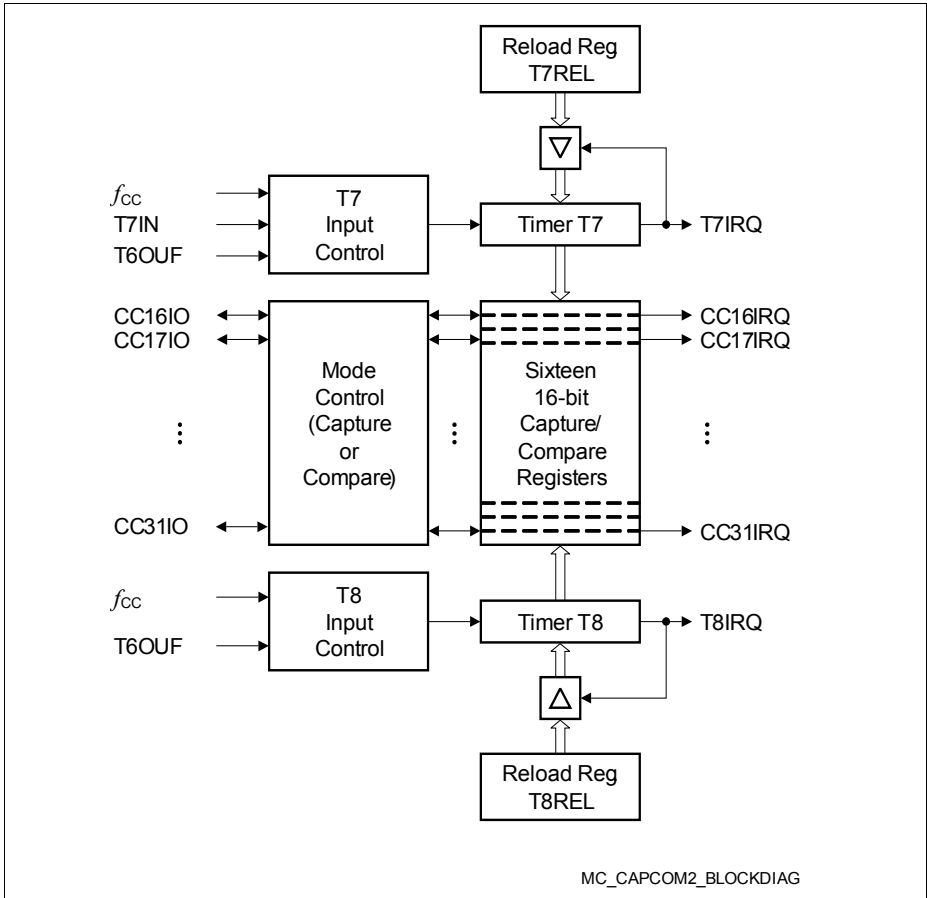 Reload Reg
T7REL
fCC
T7IN
T6OUF
T7
Input
Control
Timer T7
T7IRQ
CC16IO
CC17IO
CC31IO
Mode
Control
(Capture
or
Compare)
Sixteen
16-bit
Capture/
Compare
Registers
CC16IRQ
CC17IRQ
CC31IRQ
fCC
T6OUF
T8
Input
Control
Timer T8
T8IRQ
Reload Reg
T8REL
MC_CAPCOM2_BLOCKDIAG